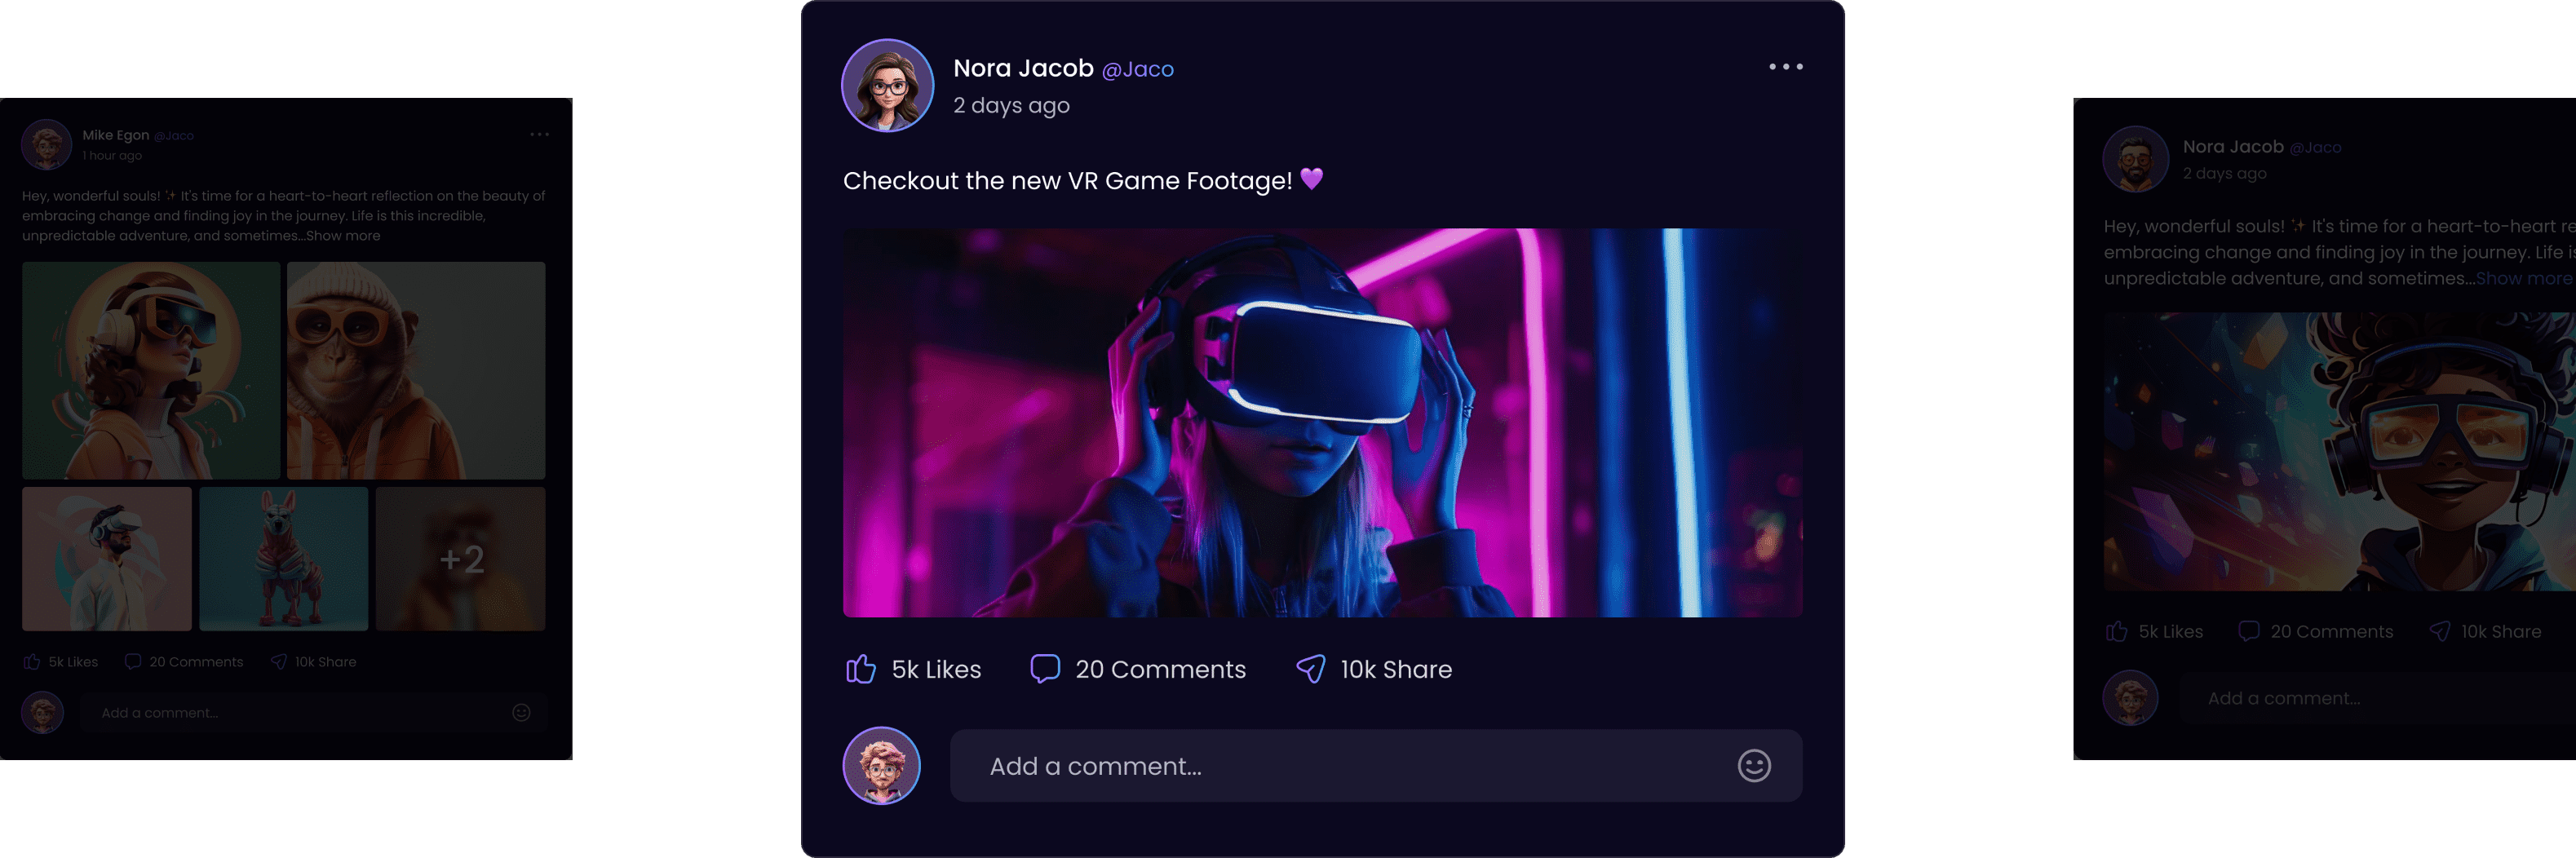 Mike Egon @Jaco
1 hour ago
Hey, wonderful souls! ✨ It's time for a heart-to-heart reflection on the beauty of
embracing change and finding joy in the journey. Life is this incredible,
unpredictable adventure, and sometimes...Show more
+2
5k Likes 20 Comments 10k Share
Add a comment...
Nora Jacob @Jaco
2 days ago
Checkout the new VR Game Footage! 💜
5k Likes 20 Comments 10k Share
Add a comment...
Nora Jacob @Jaco
2 days ago
Hey, wonderful souls! ✨ It's time for a heart-to-heart re
embracing change and finding joy in the journey. Life is
unpredictable adventure, and sometimes...Show more
5k Likes 20 Comments 10k Share
Add a comment...